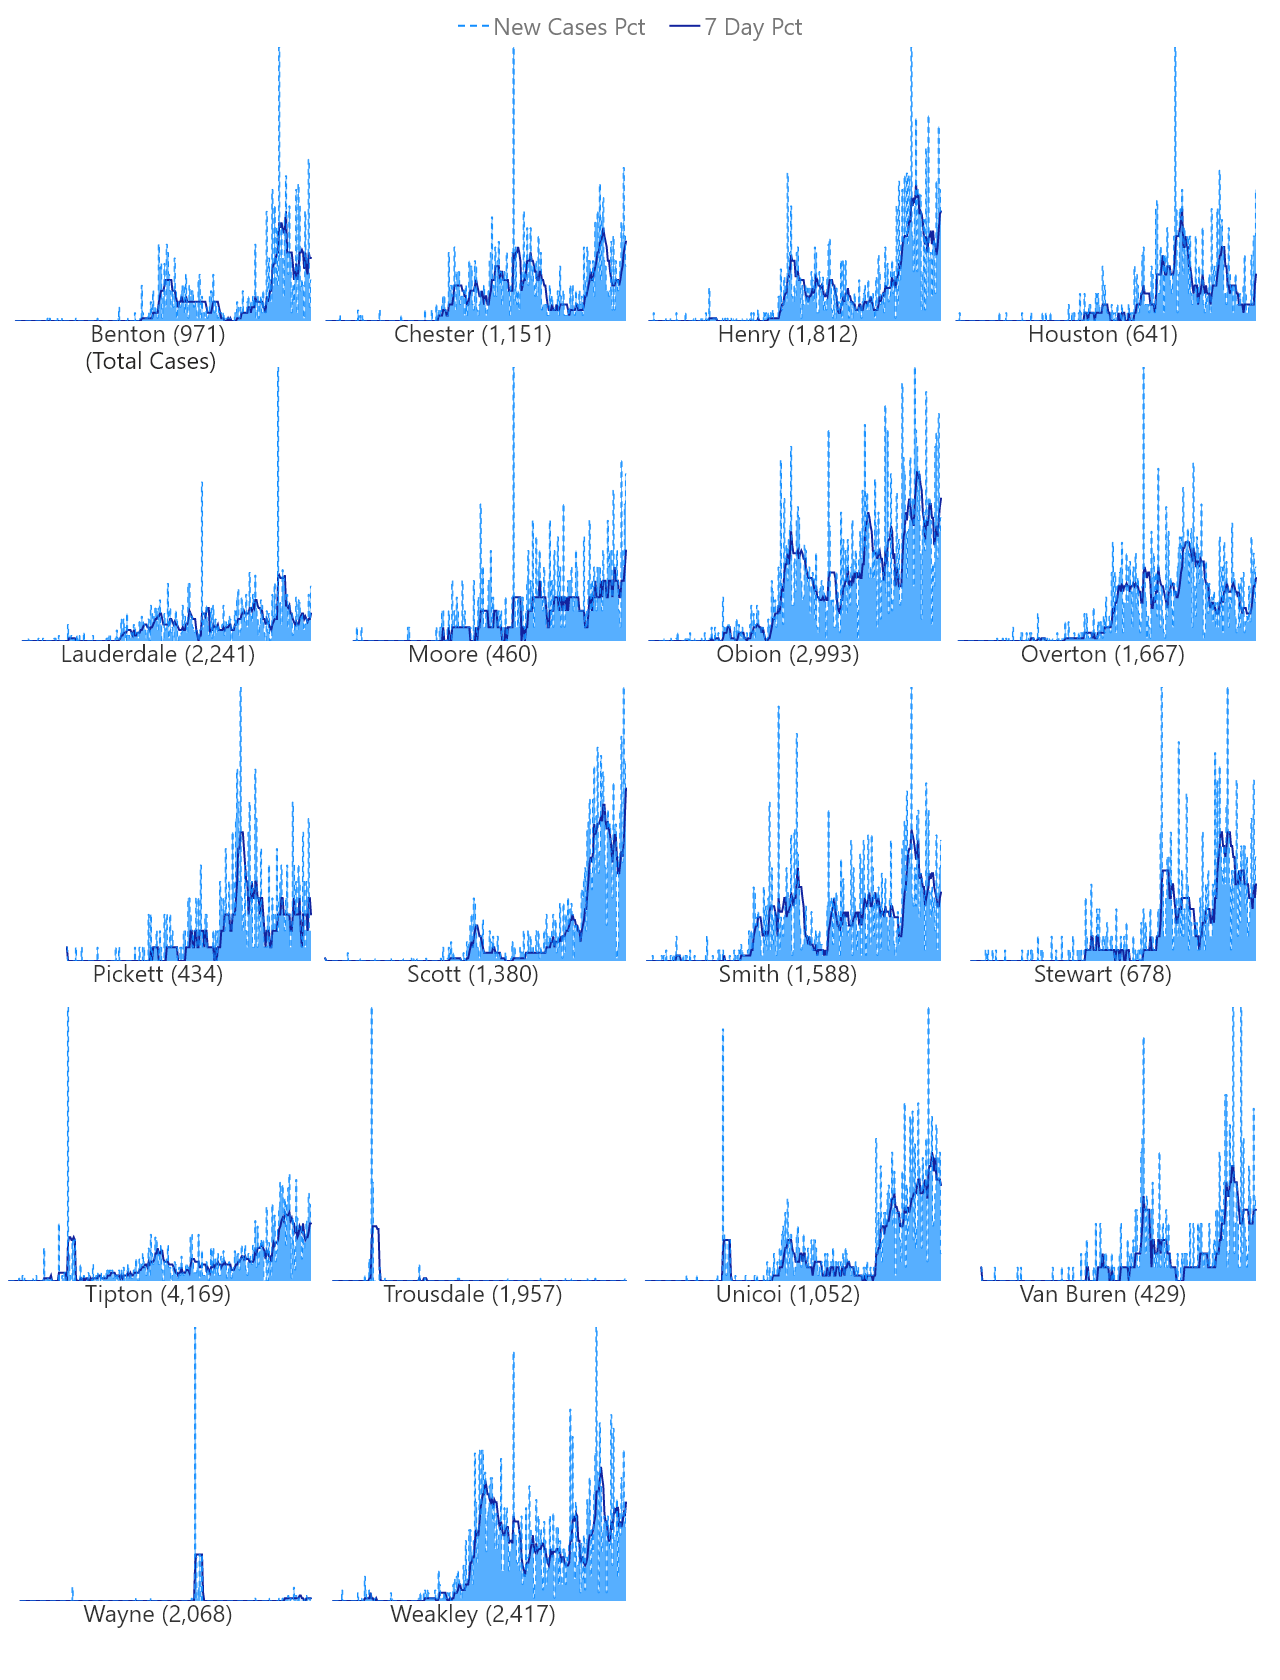 New Cases Pct 7 Day Pct
Benton (971) Chester (1,151) Henry (1,812) Houston (641)
(Total Cases)
Lauderdale (2,241) Moore (460) Obion (2,993) Overton (1,667)
Pickett (434) Scott (1,380) Smith (1,588) Stewart (678)
Tipton (4,169) Trousdale (1,957) Unicoi (1,052) Van Buren (429)
Wayne (2,068) Weakley (2,417)